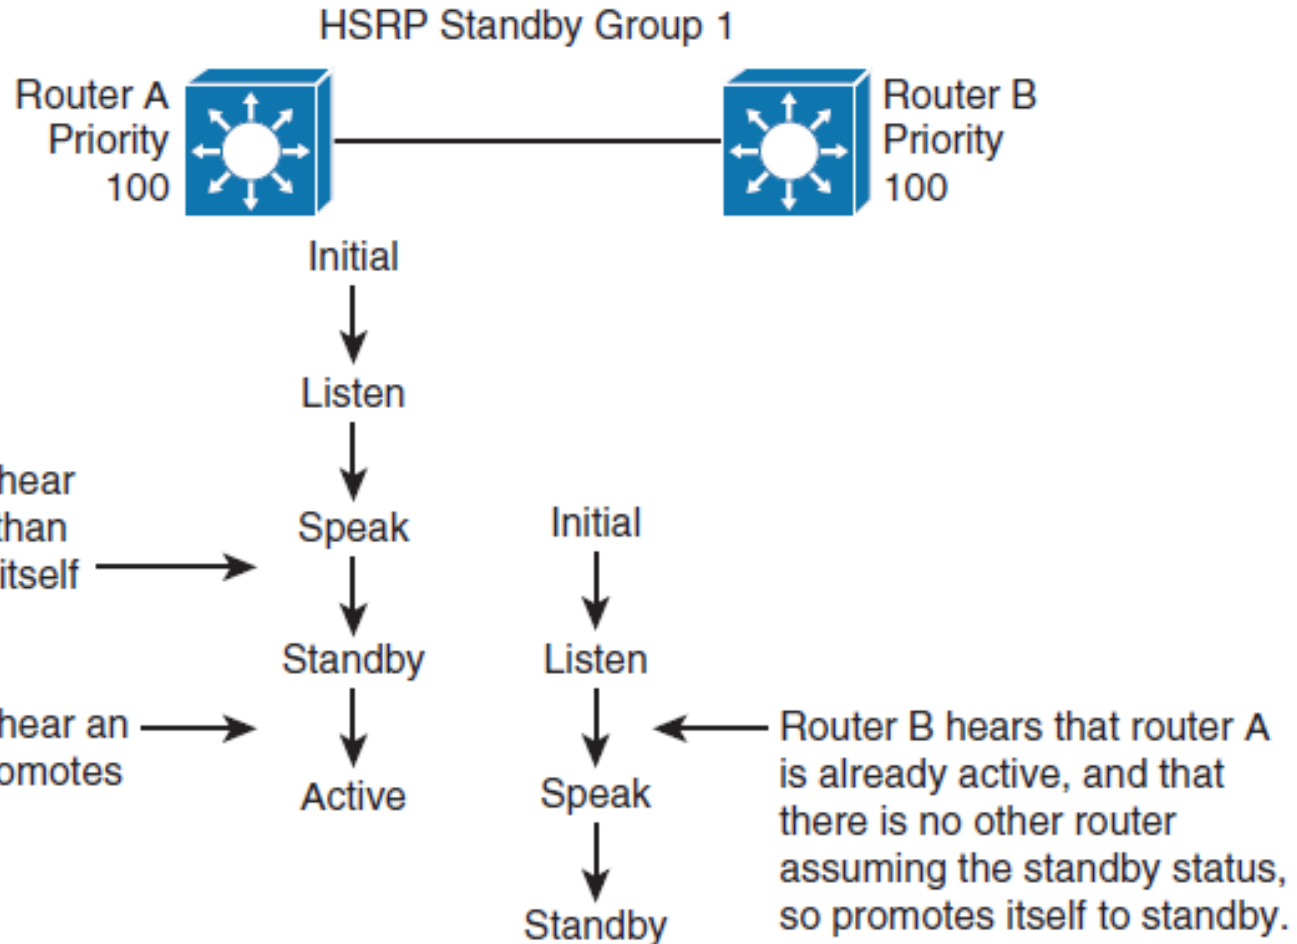 HSRP Standby Group 1
Router A
Priority
100
Router B
Priority
100
Initial
Listen
hear
than
itself
Speak
Initial
Standby
Listen
hear an
omotes
Active
Speak
Standby
Router B hears that router A
is already active, and that
there is no other router
assuming the standby status,
so promotes itself to standby.